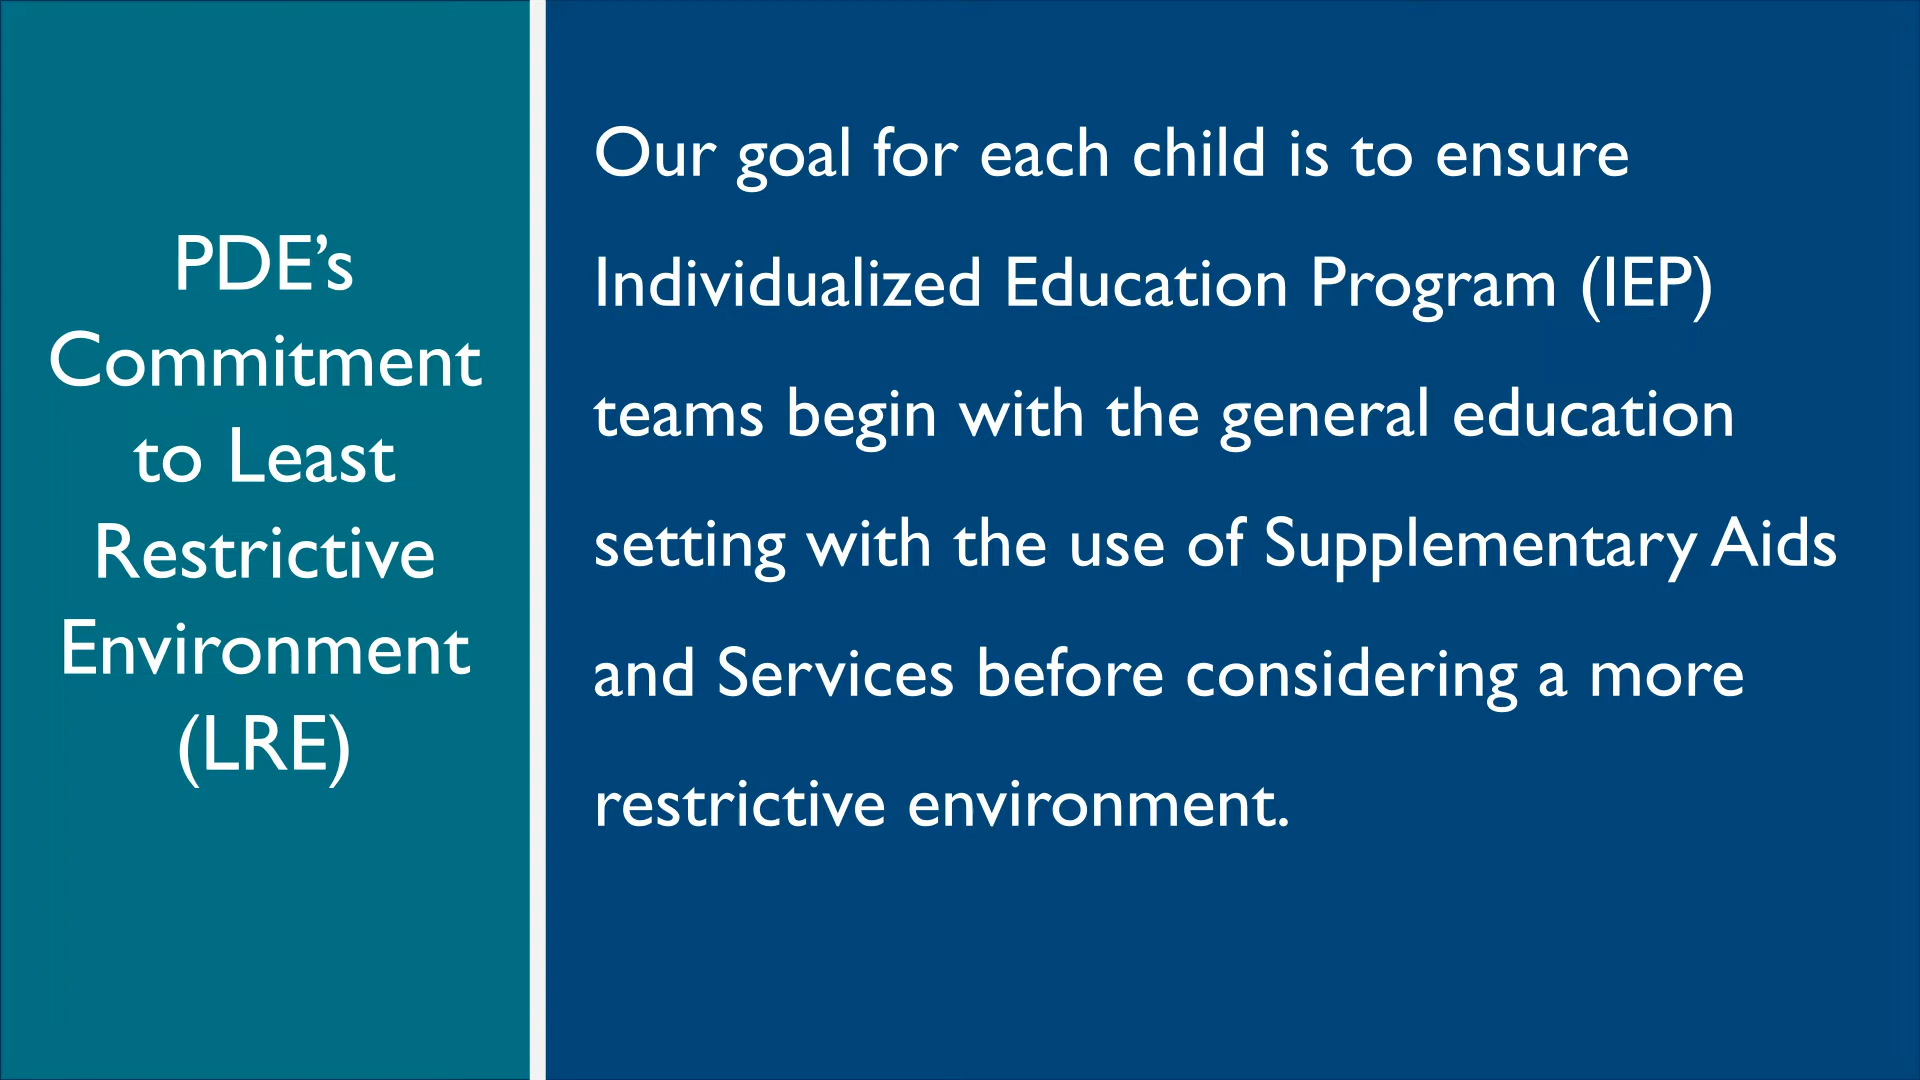 PDE’s
Commitment
to Least
Restrictive
Environment
(LRE)
Our goal for each child is to ensure
Individualized Education Program (IEP)
teams begin with the general education
setting with the use of Supplementary Aids
and Services before considering a more
restrictive environment.